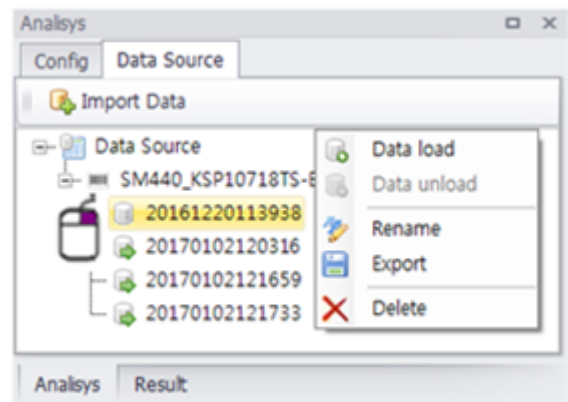 Analisys
Config Data Source
Import Data
Data Source
SM440_KSP10718TS-
20161220113938
20170102120316
20170102121659
20170102121733
Data load
Data unload
Rename
Export
Delete
Analisys Result